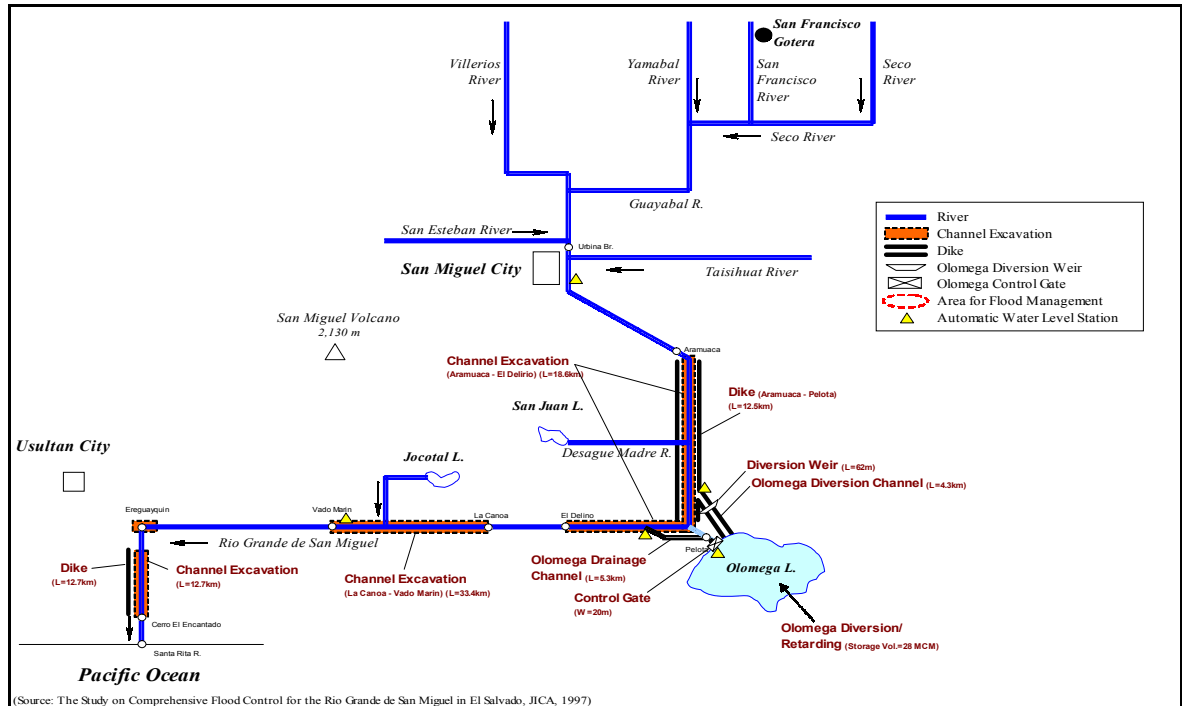 San Francisco
Gotera
Villerios
River
Yamabal
River
San
Francisco
River
Seco
River
Seco River
Guayabal R.
San Esteban River
Urbina Br.
San Miguel City
Taisihuat River
River
Channel Excavation
Dike
Olomega Diversion Weir
Olomega Control Gate
Area for Flood Management
Automatic Water Level Station
San Miguel Volcano
2,130 m
Aramuaca
Channel Excavation
(Aramuaca - El Delirio) (L=18.6km)
Dike (Aramuaca - Pelota)
(L=12.5km)
San Juan L.
Desague Madre R.
Usultan City
Jocotal L.
Diversion Weir (L=62m)
Olomega Diversion Channel (L=4.3km)
Ereguayquin
Vado Marin
La Canoa
El Delino
Rio Grande de San Miguel
Pelota
Olomega Drainage
Channel (L=5.3km)
Olomega L.
Dike
(L=12.7km)
Channel Excavation
(L=12.7km)
Channel Excavation
(La Canoa - Vado Marin) (L=33.4km)
Control Gate
(W=20m)
Cerro El Encantado
Olomega Diversion/
Retarding (Storage Vol.=28 MCM)
Santa Rita R.
Pacific Ocean
(Source: The Study on Comprehensive Flood Control for the Rio Grande de San Miguel in El Salvado, JICA, 1997)